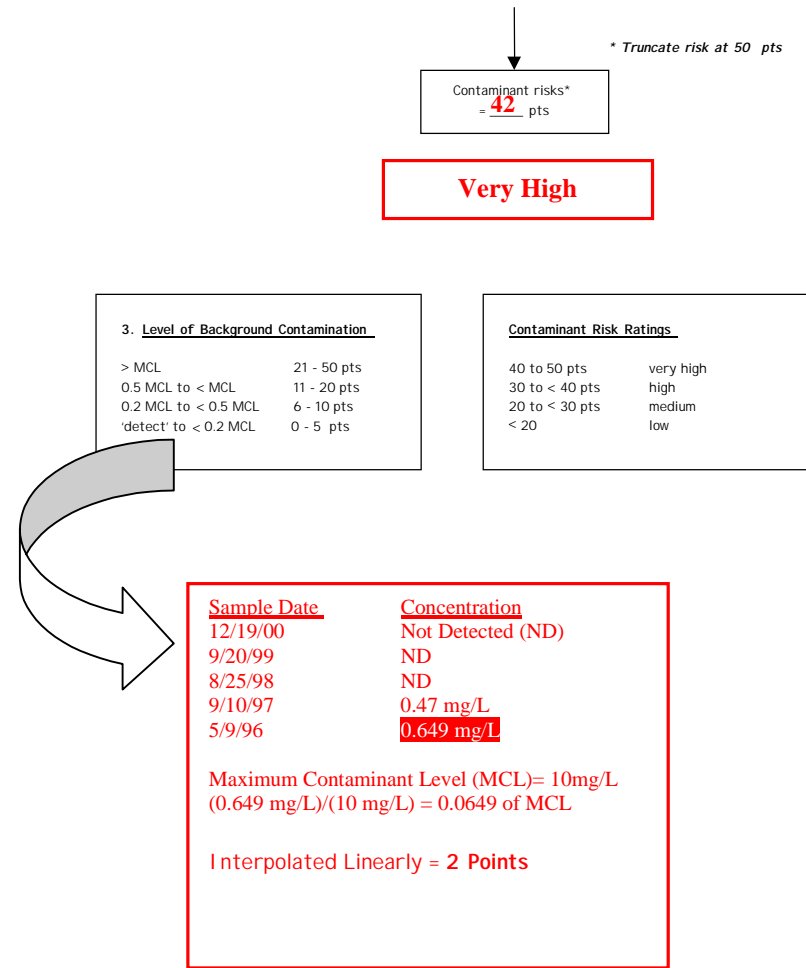 * Truncate risk at 50 pts
Contaminant risks*
= 42 pts
Very High
3. Level of Background Contamination
> MCL 21 - 50 pts
0.5 MCL to < MCL 11 - 20 pts
0.2 MCL to < 0.5 MCL 6 - 10 pts
'detect' to < 0.2 MCL 0 - 5 pts
Contaminant Risk Ratings
40 to 50 pts very high
30 to < 40 pts high
20 to < 30 pts medium
< 20 low
Sample Date Concentration
12/19/00 Not Detected (ND)
9/20/99 ND
8/25/98 ND
9/10/97 0.47 mg/L
5/9/96 0.649 mg/L
Maximum Contaminant Level (MCL)= 10mg/L
(0.649 mg/L)/(10 mg/L) = 0.0649 of MCL
Interpolated Linearly = 2 Points